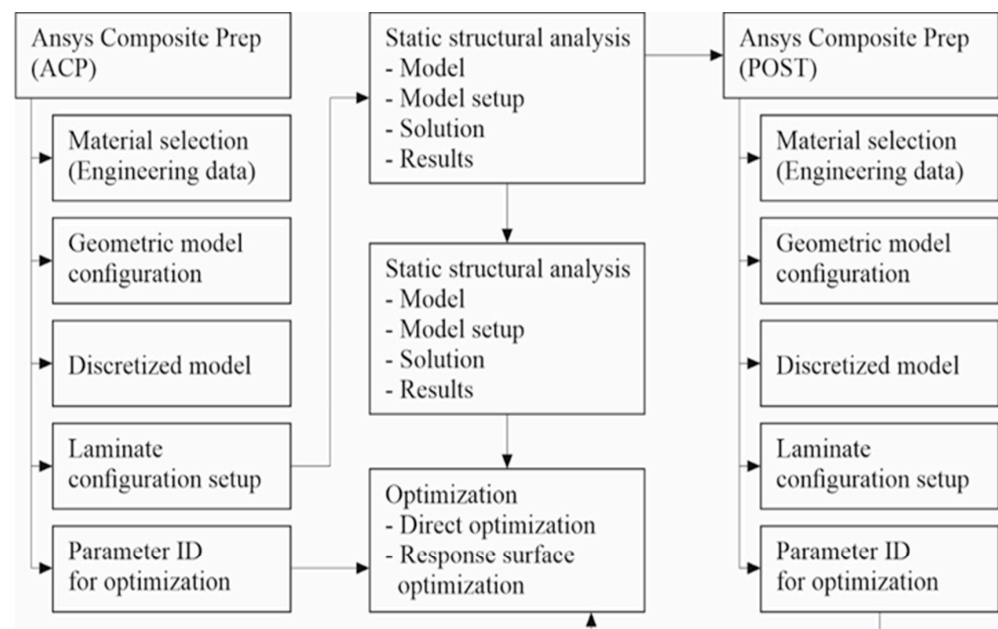 Ansys Composite Prep
(ACP)
Material selection
(Engineering data)
Geometric model
configuration
Discretized model
Laminate
configuration setup
Parameter ID
for optimization
Static structural analysis
- Model
- Model setup
- Solution
- Results
Static structural analysis
- Model
- Model setup
- Solution
- Results
Optimization
- Direct optimization
- Response surface
optimization
Ansys Composite Prep
(POST)
Material selection
(Engineering data)
Geometric model
configuration
Discretized model
Laminate
configuration setup
Parameter ID
for optimization